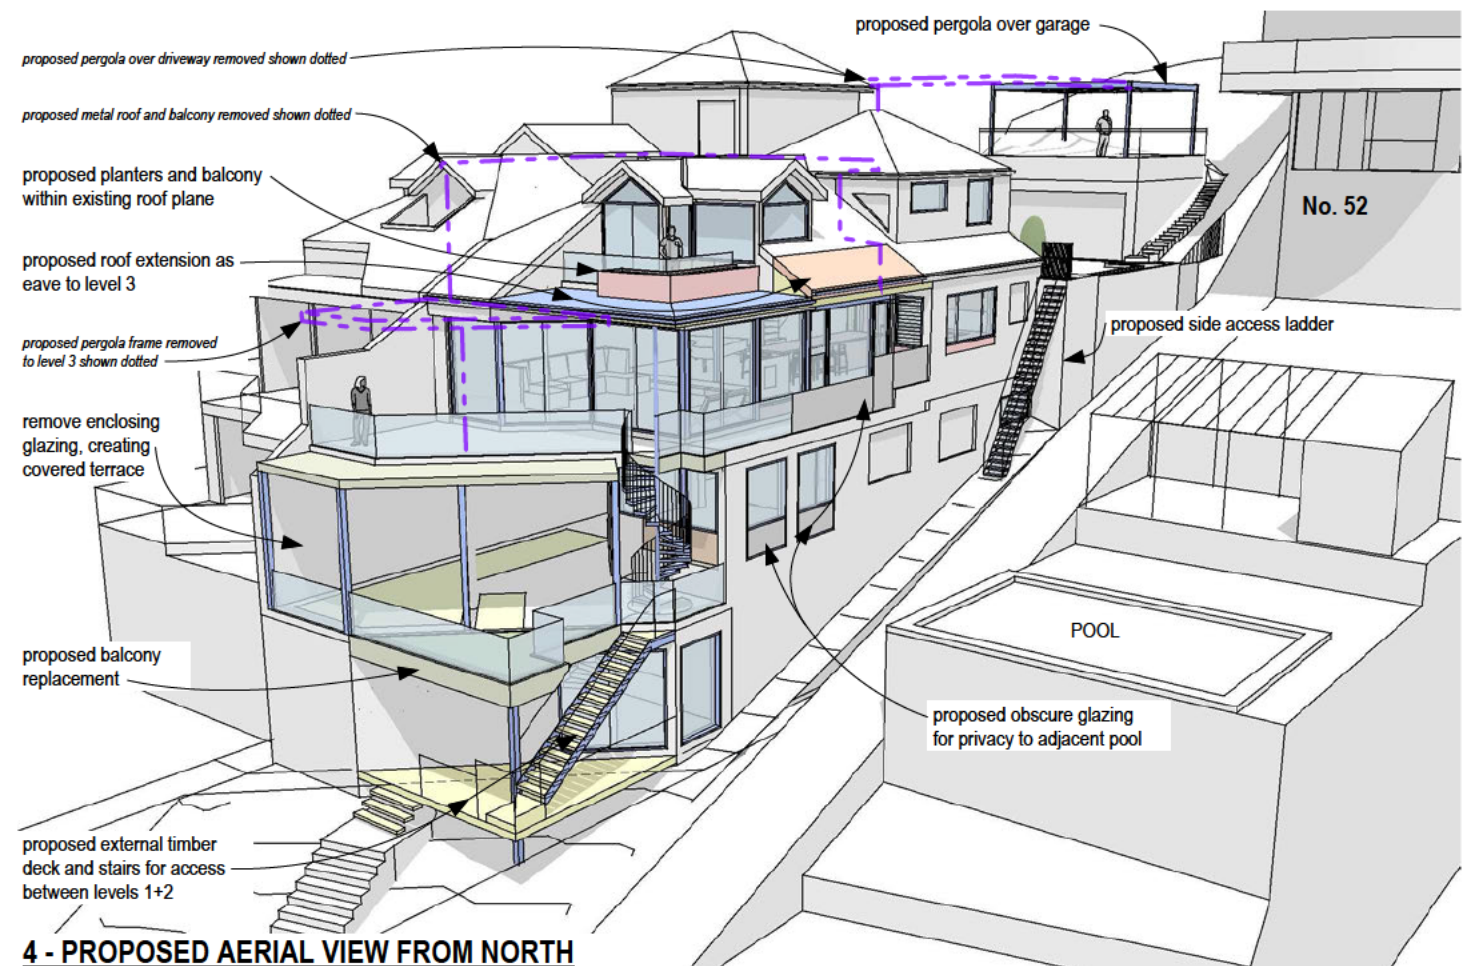 proposed pergola over garage
proposed pergola over driveway removed shown dotted
proposed metal roof and balcony removed shown dotted
proposed planters and balcony
within existing roof plane
No. 52
proposed roof extension as
eave to level 3
proposed side access ladder
proposed pergola frame removed
to level 3 shown dotted
remove enclosing
glazing, creating
covered terrace
POOL
proposed balcony
replacement
proposed obscure glazing
for privacy to adjacent pool
proposed external timber
deck and stairs for access
between levels 1+2
4 - PROPOSED AERIAL VIEW FROM NORTH